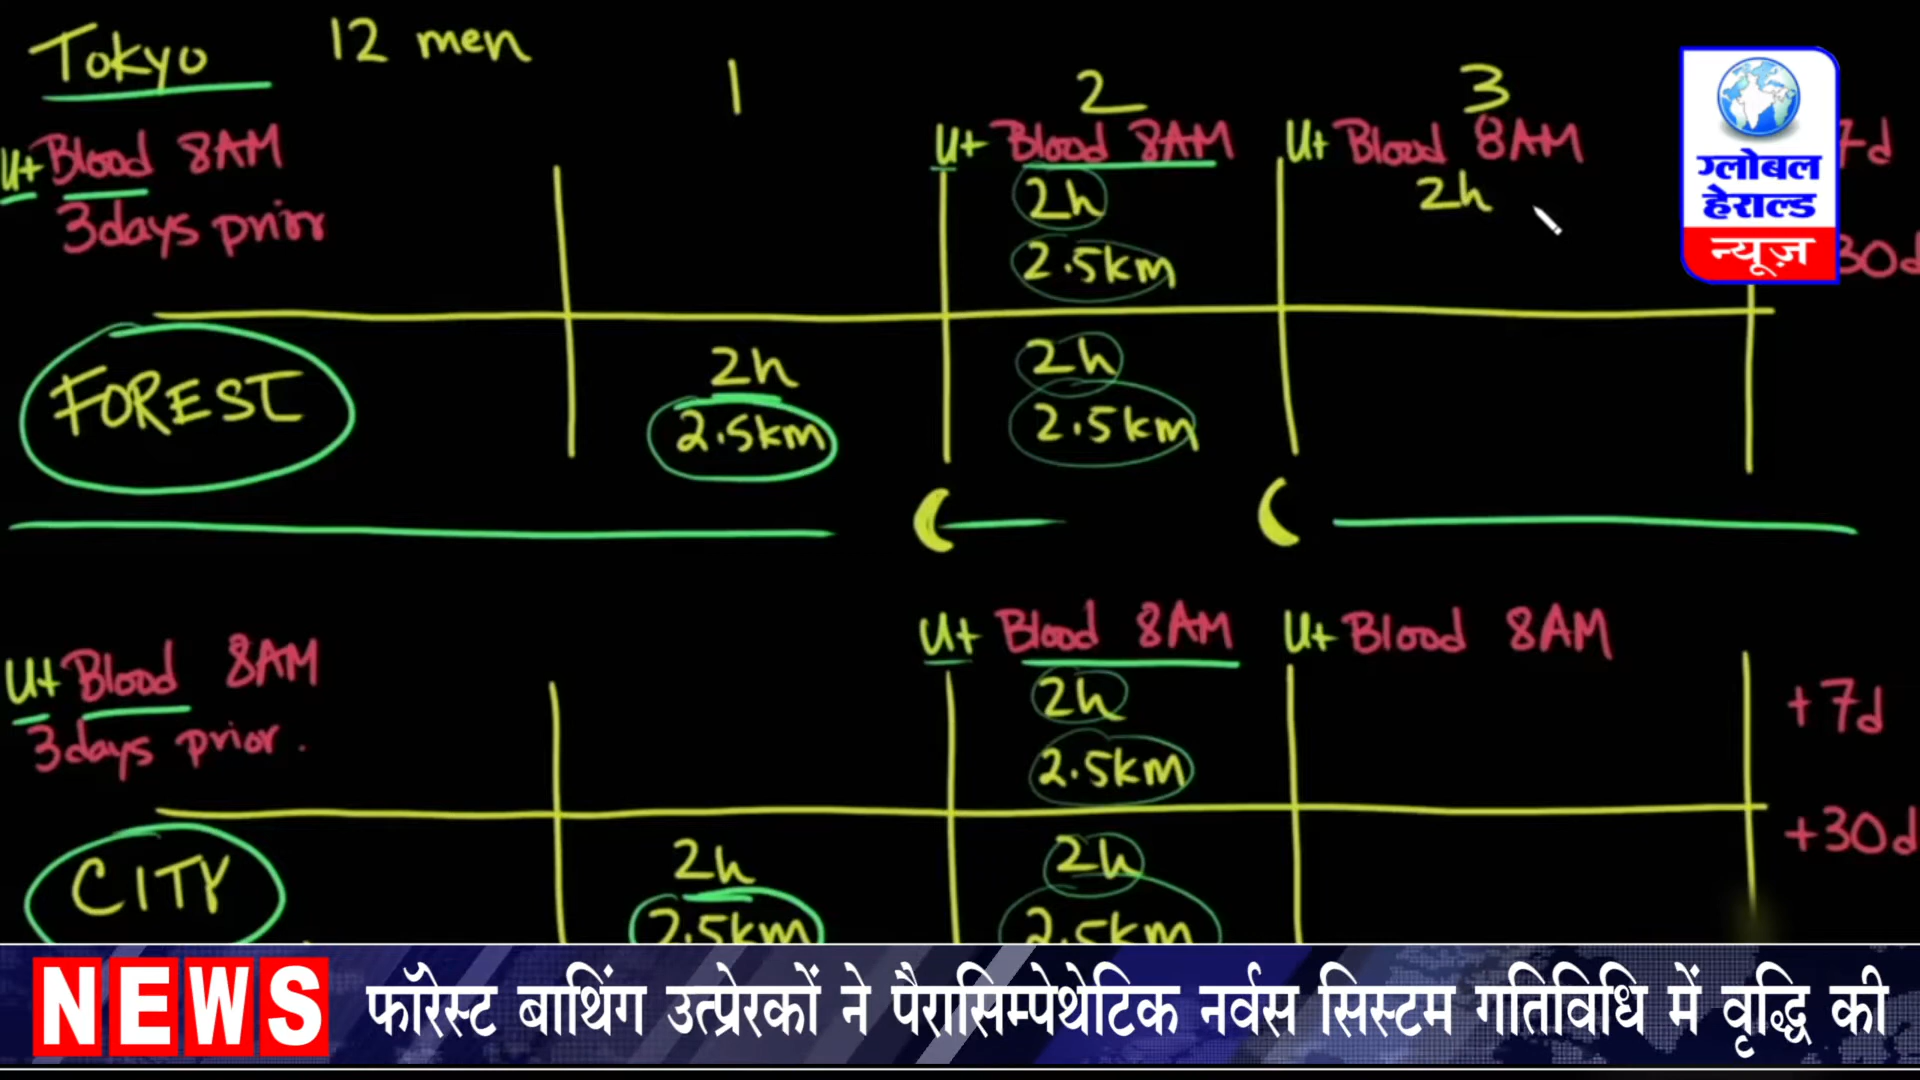 Tokyo 12 men
1 2 3
U+ Blood 8AM U+ Blood 8AM U+ Blood 8AM 7d
3days prior 2h 2h
2.5km 30d
ग्लोबल
हेराल्ड
न्यूज़
2h 2h
FOREST 2.5km 2.5km
U+ Blood 8AM U+ Blood 8AM U+ Blood 8AM
3days prior. 2h +7d
2.5km
+30d
2h 2h
CITY 2.5km 2.5km
NEWS फॉरेस्ट बाथिंग उत्प्रेरकों ने पैरासिम्पेथेटिक नर्वस सिस्टम गतिविधि में वृद्धि की